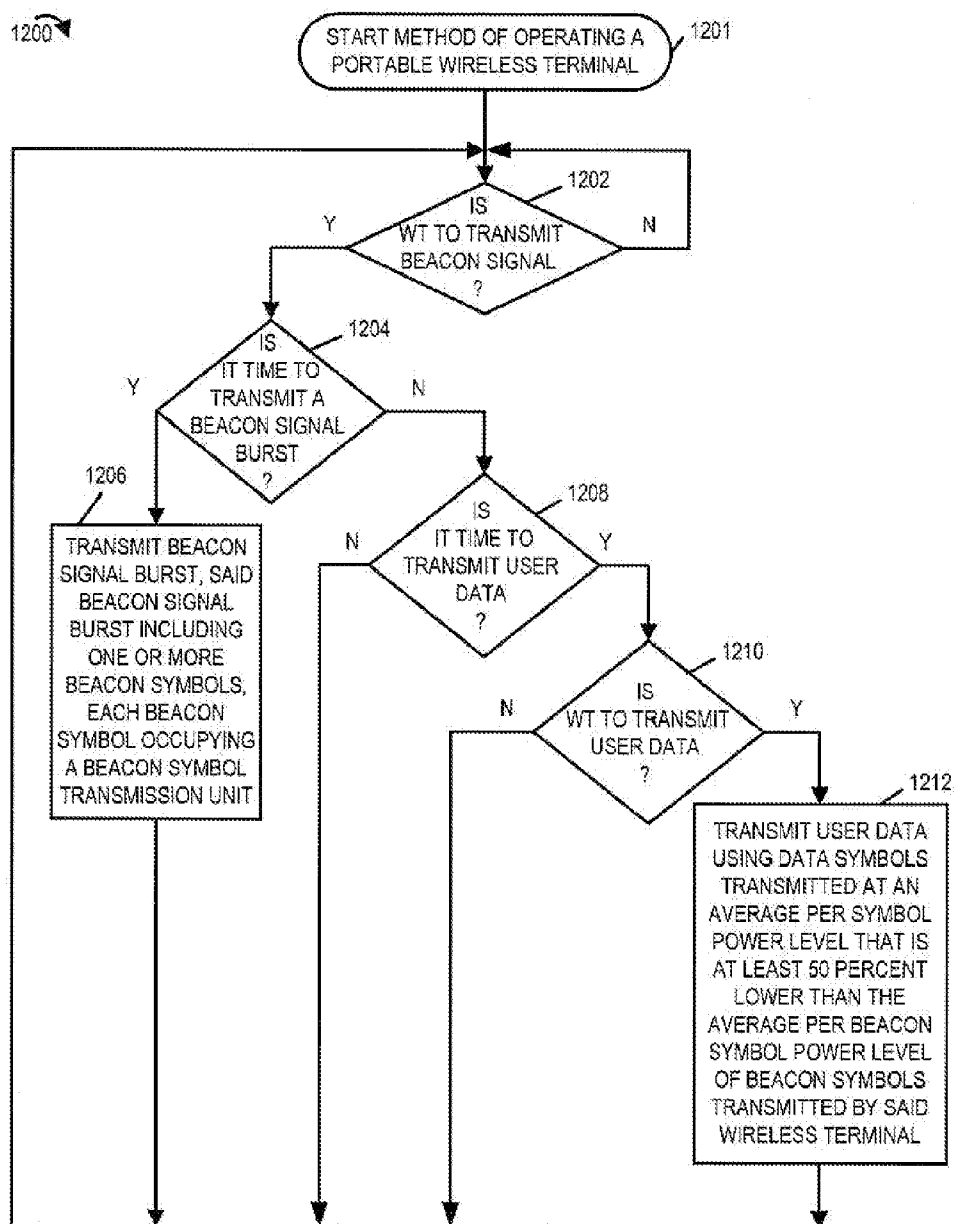 1200
START METHOD OF OPERATING A
PORTABLE WIRELESS TERMINAL
1201
1202
IS
WT TO TRANSMIT
BEACON SIGNAL
?
Y
N
1204
IS
IT TIME TO
TRANSMIT A
BEACON SIGNAL
BURST
?
Y
N
1206
TRANSMIT BEACON
SIGNAL BURST, SAID
BEACON SIGNAL
BURST INCLUDING
ONE OR MORE
BEACON SYMBOLS,
EACH BEACON
SYMBOL OCCUPYING
A BEACON SYMBOL
TRANSMISSION UNIT
1208
IS
IT TIME TO
TRANSMIT USER
DATA
?
N
Y
1210
IS
WT TO TRANSMIT
USER DATA
?
N
Y
1212
TRANSMIT USER DATA
USING DATA SYMBOLS
TRANSMITTED AT AN
AVERAGE PER SYMBOL
POWER LEVEL THAT IS
AT LEAST 50 PERCENT
LOWER THAN THE
AVERAGE PER BEACON
SYMBOL POWER LEVEL
OF BEACON SYMBOLS
TRANSMITTED BY SAID
WIRELESS TERMINAL